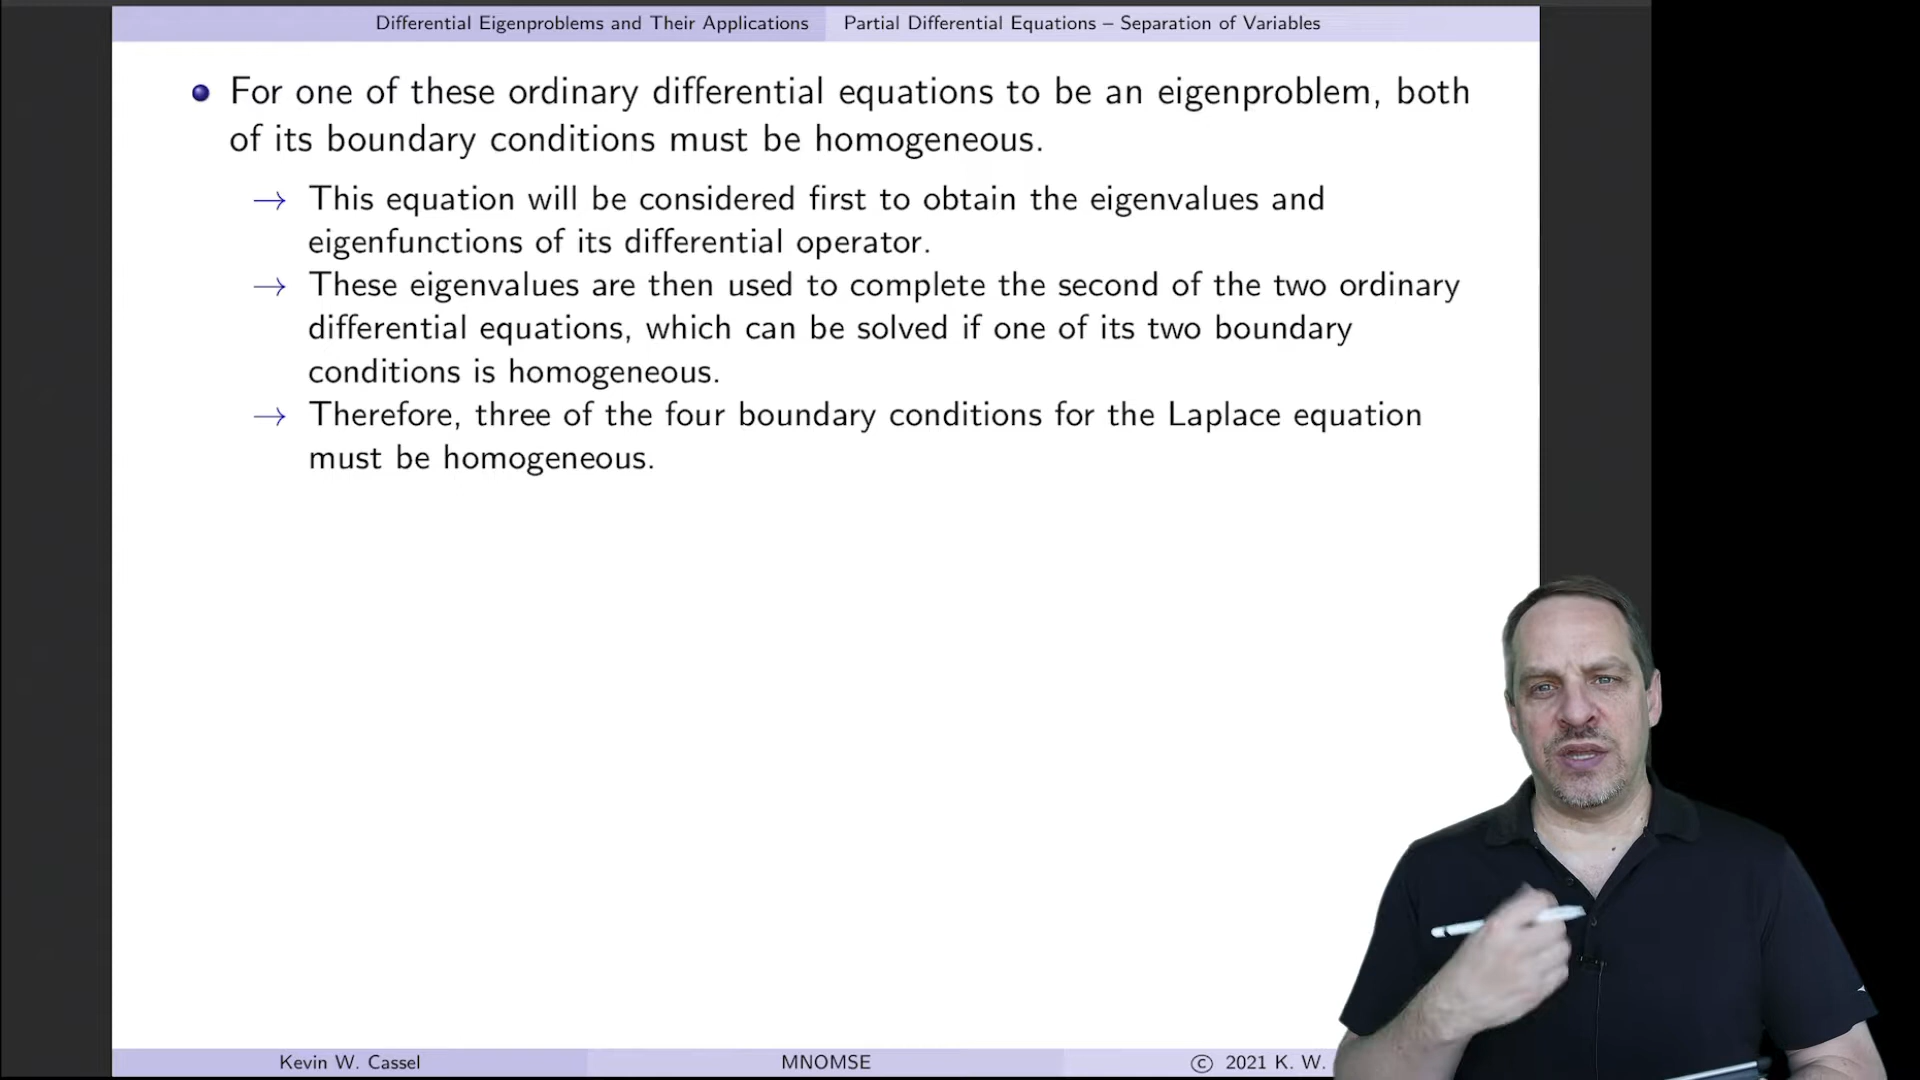 Differential Eigenproblems and Their Applications Partial Differential Equations – Separation of Variables
For one of these ordinary differential equations to be an eigenproblem, both
of its boundary conditions must be homogeneous.
→ This equation will be considered first to obtain the eigenvalues and
eigenfunctions of its differential operator.
→ These eigenvalues are then used to complete the second of the two ordinary
differential equations, which can be solved if one of its two boundary
conditions is homogeneous.
→ Therefore, three of the four boundary conditions for the Laplace equation
must be homogeneous.
Kevin W. Cassel MNOMSE © 2021 K. W.